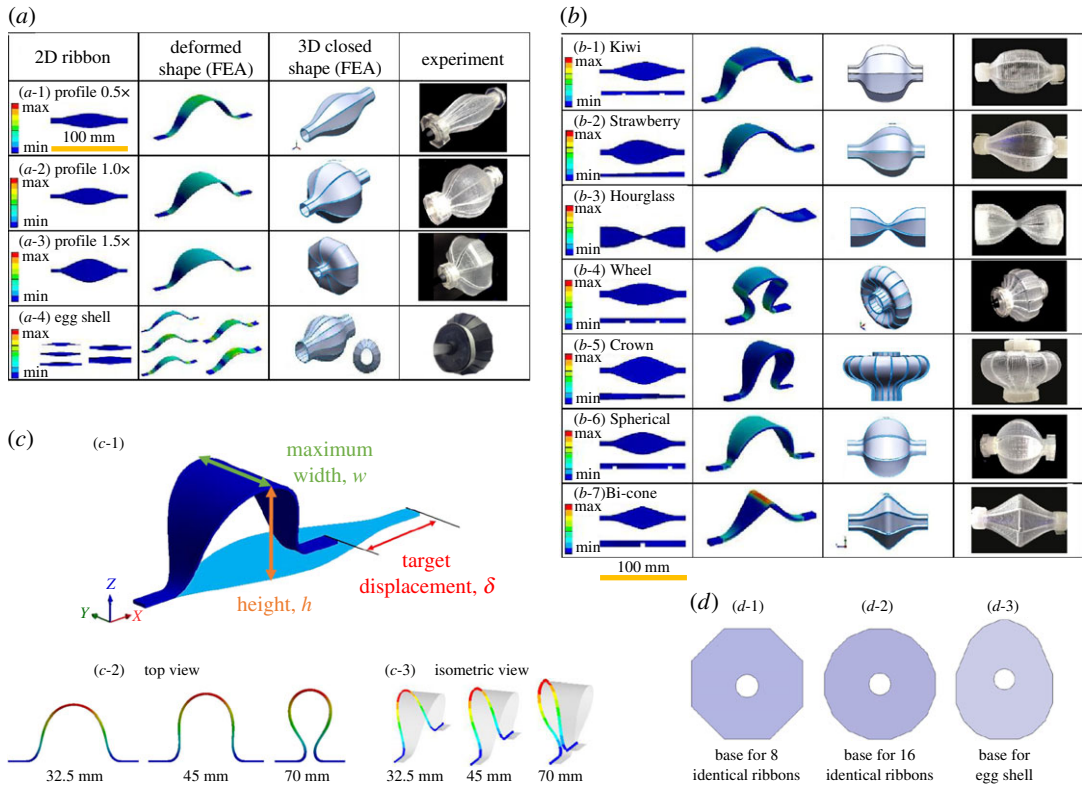 (a)
2D ribbon
deformed
shape (FEA)
3D closed
shape (FEA)
experiment
(a-1) profile 0.5×
max
100 mm
min
(a-2) profile 1.0×
max
min
(a-3) profile 1.5×
max
min
(a-4) egg shell
max
min
(b)
(b-1) Kiwi
max
min
(b-2) Strawberry
max
min
(b-3) Hourglass
max
min
(b-4) Wheel
max
min
(b-5) Crown
max
min
(b-6) Spherical
max
min
(b-7)Bi-cone
max
min
100 mm
(c)
(c-1)
maximum
width, w
target
displacement, δ
height, h
Z
Y
X
(c-2) top view
32.5 mm
45 mm
70 mm
(c-3) isometric view
32.5 mm
45 mm
70 mm
(d)
(d-1)
(d-2)
(d-3)
base for 8
identical ribbons
base for 16
identical ribbons
base for
egg shell